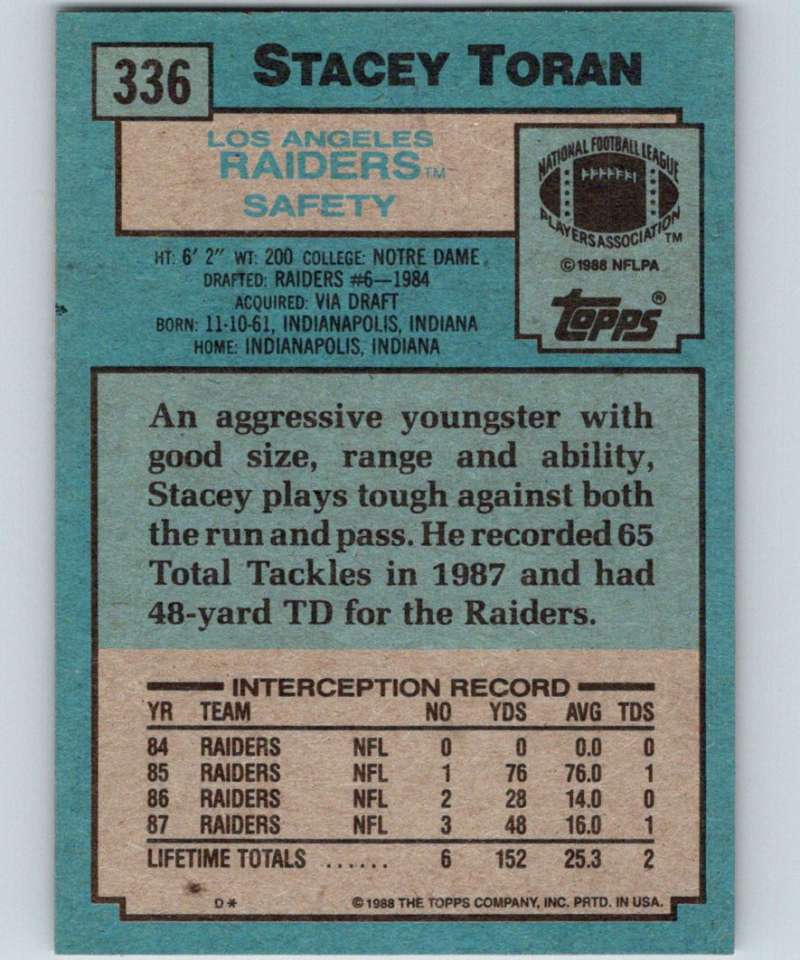 336
STACEY TORAN
LOS ANGELES
RAIDERS™
SAFETY
NATIONAL FOOTBALL LEAGUE
PLAYERS ASSOCIATION ™
©1988 NFLPA
topps®
HT: 6' 2" WT: 200 COLLEGE: NOTRE DAME
DRAFTED: RAIDERS #6—1984
ACQUIRED: VIA DRAFT
BORN: 11-10-61, INDIANAPOLIS, INDIANA
HOME: INDIANAPOLIS, INDIANA
An aggressive youngster with
good size, range and ability,
Stacey plays tough against both
the run and pass. He recorded 65
Total Tackles in 1987 and had
48-yard TD for the Raiders.
INTERCEPTION RECORD
YR TEAM NO YDS AVG TDS
84 RAIDERS NFL 0 0 0.0 0
85 RAIDERS NFL 1 76 76.0 1
86 RAIDERS NFL 2 28 14.0 0
87 RAIDERS NFL 3 48 16.0 1
LIFETIME TOTALS ...... 6 152 25.3 2
D* ©1988 THE TOPPS COMPANY, INC. PRTD. IN USA.